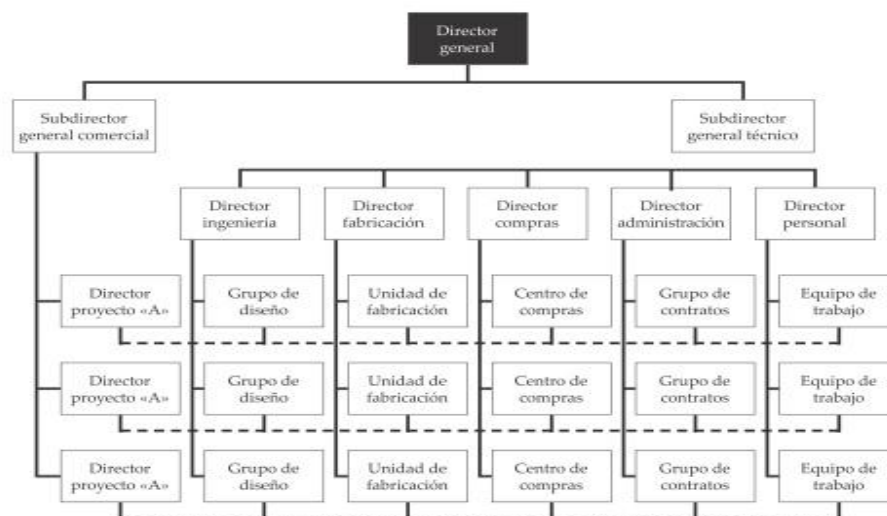 Director
general
Subdirector
general comercial
Subdirector
general técnico
Director
ingeniería
Director
fabricación
Director
compras
Director
administración
Director
personal
Director
proyecto «A»
Grupo de
diseño
Unidad de
fabricación
Centro de
compras
Grupo de
contratos
Equipo de
trabajo
Director
proyecto «A»
Grupo de
diseño
Unidad de
fabricación
Centro de
compras
Grupo de
contratos
Equipo de
trabajo
Director
proyecto «A»
Grupo de
diseño
Unidad de
fabricación
Centro de
compras
Grupo de
contratos
Equipo de
trabajo